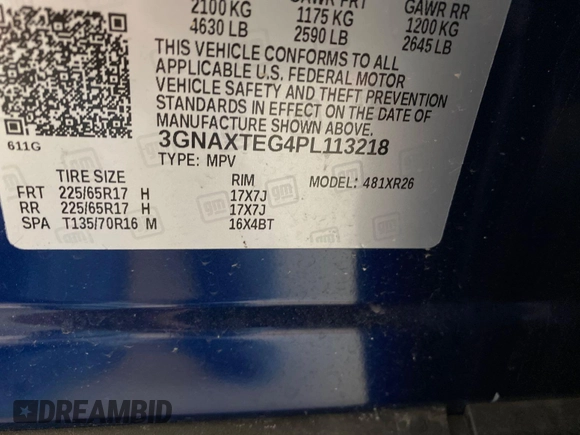 2100 KG
4630 LB
GAWR FRT
1175 KG
2590 LB
GAWR RR
1200 KG
2645 LB
THIS VEHICLE CONFORMS TO ALL
APPLICABLE U.S. FEDERAL MOTOR
VEHICLE SAFETY AND THEFT PREVENTION
STANDARDS IN EFFECT ON THE DATE OF
MANUFACTURE SHOWN ABOVE.
611G
3GNAXTEG4PL113218
TYPE: MPV
TIRE SIZE RIM MODEL: 481XR26
FRT 225/65R17 H 17X7J
RR 225/65R17 H 17X7J
SPA T135/70R16 M 16X4BT
gm
DREAMBID